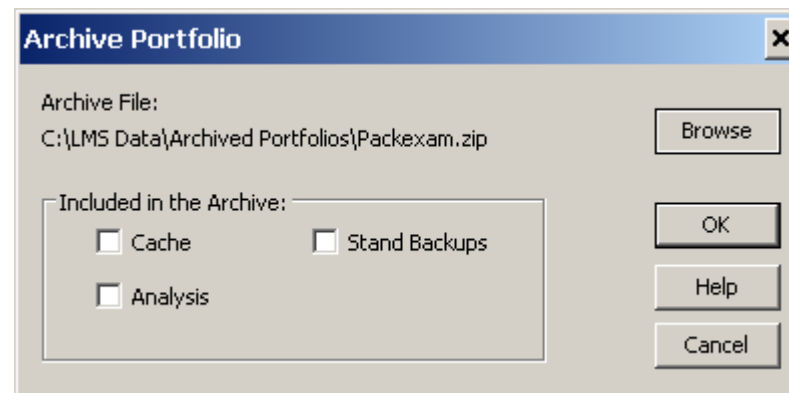 Archive Portfolio
Archive File:
C:\LMS Data\Archived Portfolios\Packexam.zip
Browse
Included in the Archive:
Cache
Stand Backups
Analysis
OK
Help
Cancel